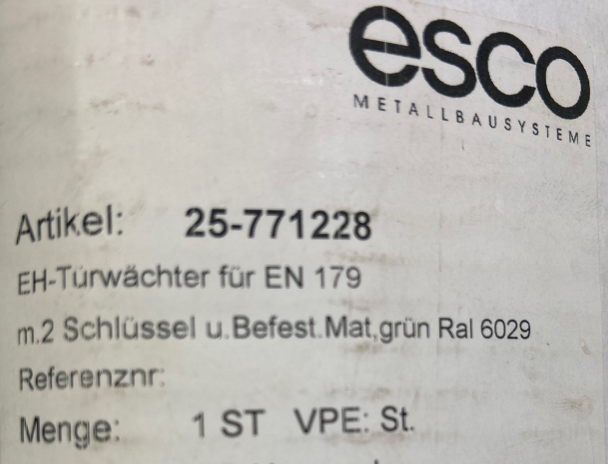 esco
METALLBAUSYSTEME
Artikel: 25-771228
EH-Türwächter für EN 179
m.2 Schlüssel u.Befest.Mat,grün Ral 6029
Referenznr:
Menge: 1 ST VPE: St.